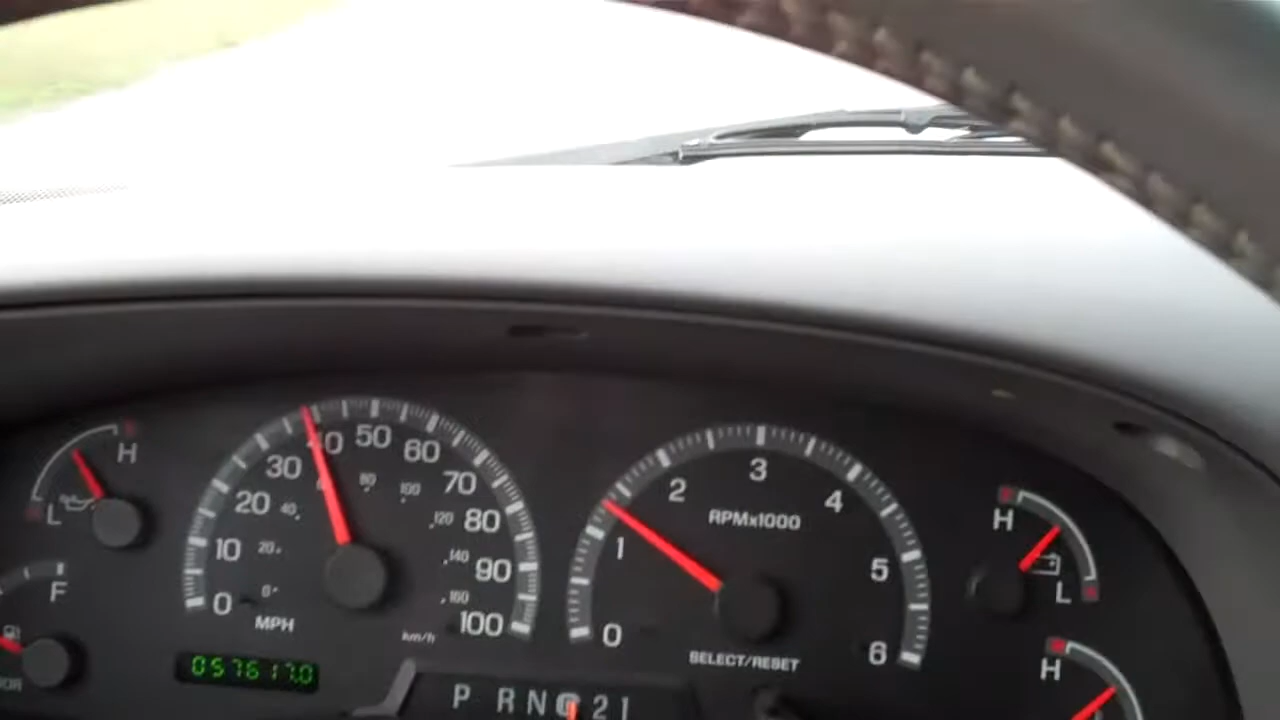 H
L
F
0 10 20 30 40 50 60 70 80 90 100
0 20 40 80 100 120 140 160
MPH
km/h
057617.0
0 1 2 3 4 5 6
RPMx1000
SELECT/RESET
P RN 2 1
H
L
H